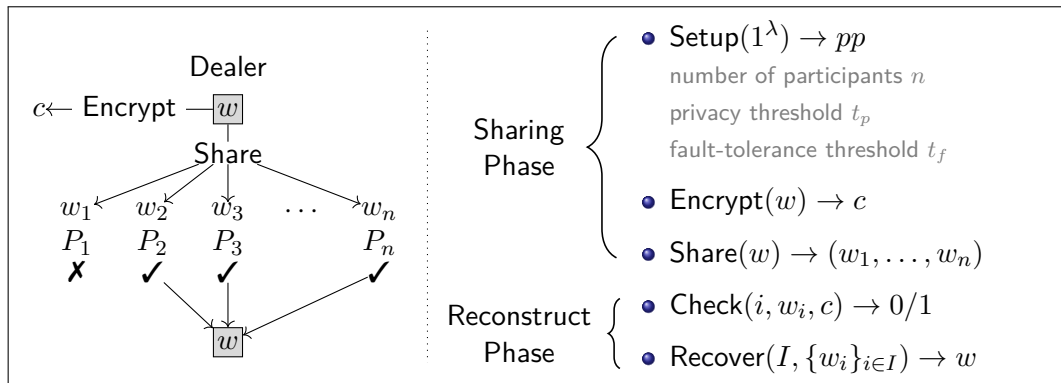 Dealer
c ← Encrypt w
Share
w₁ w₂ w₃ … wₙ
P₁ P₂ P₃ Pₙ
✗ ✓ ✓ ✓
w
Sharing
Phase
Setup(1^λ) → pp
number of participants n
privacy threshold tₚ
fault-tolerance threshold t_f
Encrypt(w) → c
Share(w) → (w₁, …, wₙ)
Reconstruct
Phase
Check(i, wᵢ, c) → 0/1
Recover(I, {wᵢ}ᵢ∈I) → w